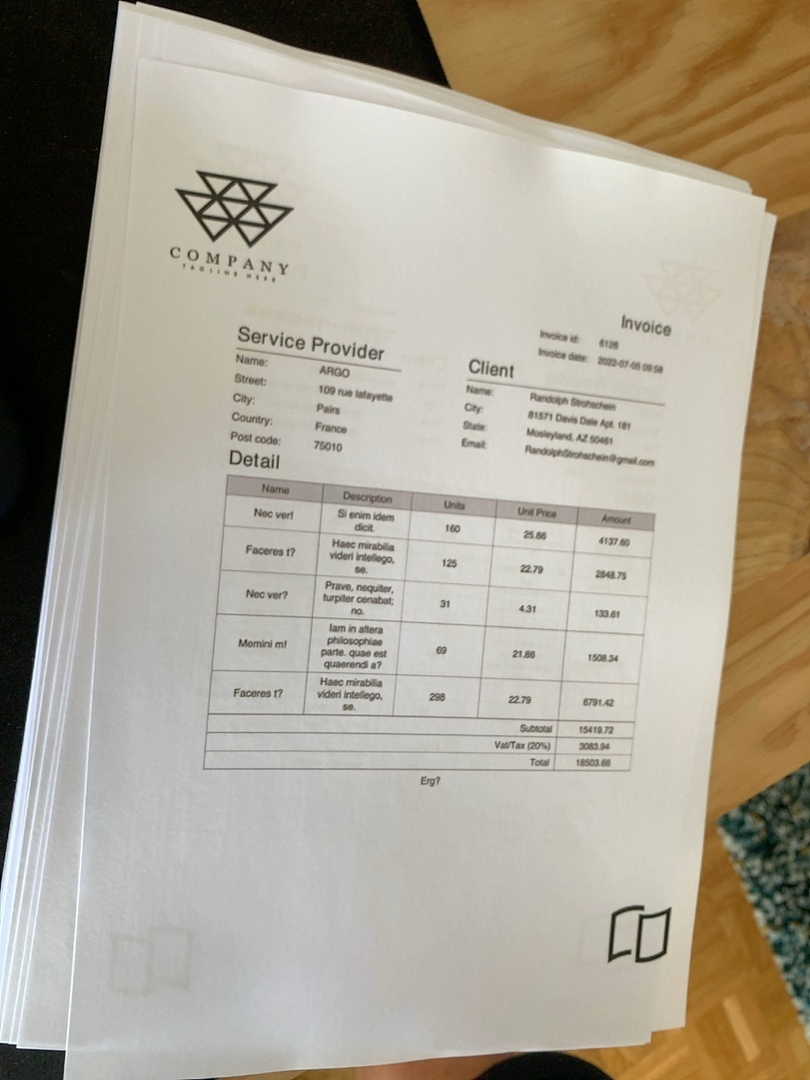 COMPANY
TAGLINE HERE
Invoice
Invoice id: 6126
Invoice date: 2022-07-05 09:58
Service Provider
Name: ARGO
Street: 109 rue lafayette
City: Pairs
Country: France
Post code: 75010
Client
Name: Randolph Strohschein
City: 81571 Davis Dale Apt. 181
State: Mosleyland, AZ 50461
Email: RandolphStrohschein@gmail.com
Detail
Name Description Units Unit Price Amount
Nec ver! Si enim idem dicit. 160 25.86 4137.60
Faceres t? Haec mirabilia videri intellego, se. 125 22.79 2848.75
Nec ver? Prave, nequiter, turpiter cenabat; no. 31 4.31 133.61
Memini m! Iam in altera philosophiae parte. quae est quaerendi a? 69 21.86 1508.34
Faceres t? Haec mirabilia videri intellego, se. 298 22.79 6791.42
Subtotal 15419.72
Vat/Tax (20%) 3083.94
Total 18503.66
Erg?